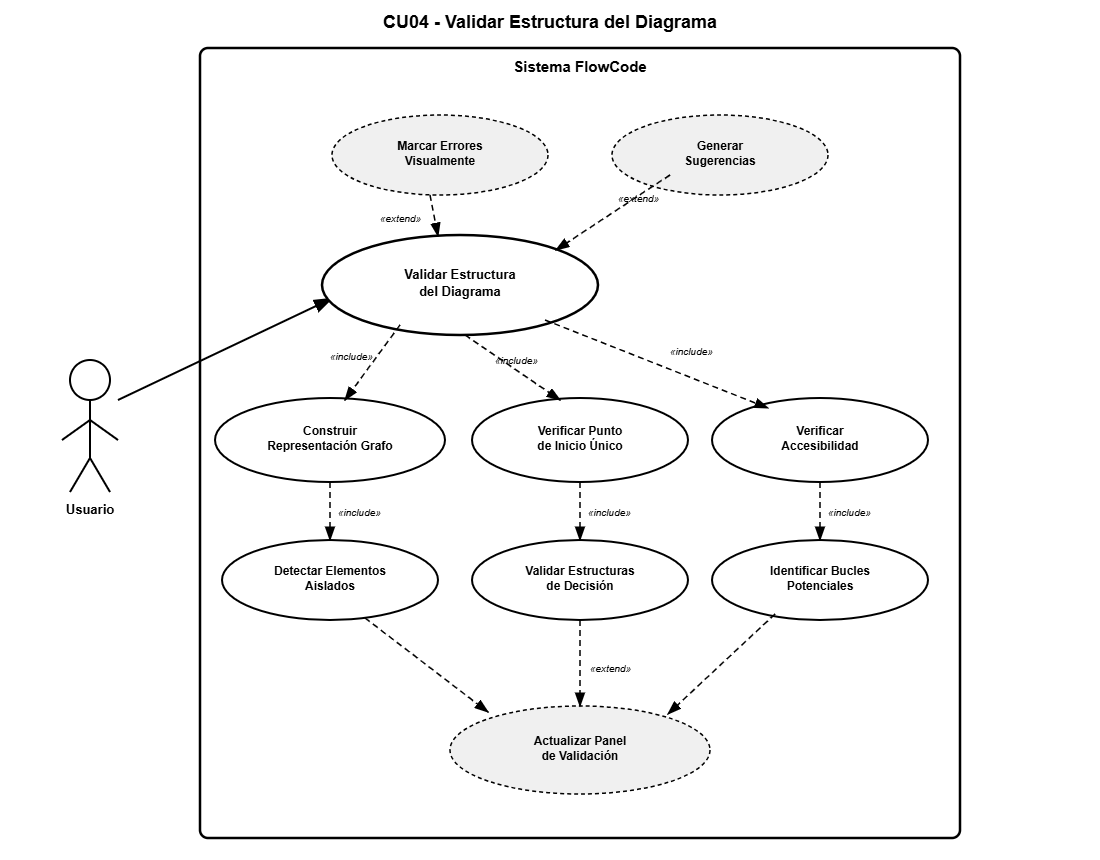 CU04 - Validar Estructura del Diagrama
Sistema FlowCode
Marcar Errores
Visualmente
Generar
Sugerencias
«extend»
«extend»
Validar Estructura
del Diagrama
«include»
«include»
«include»
Construir
Representación Grafo
Verificar Punto
de Inicio Único
Verificar
Accesibilidad
Usuario
«include»
«include»
«include»
Detectar Elementos
Aislados
Validar Estructuras
de Decisión
Identificar Bucles
Potenciales
«extend»
Actualizar Panel
de Validación